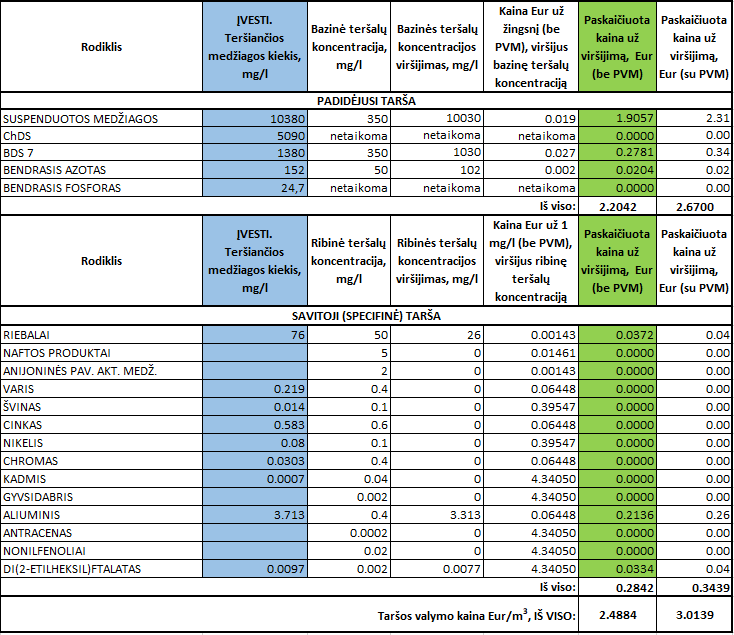 Rodiklis | ĮVESTI. Teršiančios medžiagos kiekis, mg/l | Bazinė teršalų koncentracija, mg/l | Bazinės teršalų koncentracijos viršijimas, mg/l | Kaina Eur už žingsnį (be PVM), viršijus bazinę teršalų koncentraciją | Paskaičiuota kaina už viršijimą, Eur (be PVM) | Paskaičiuota kaina už viršijimą, Eur (su PVM)
PADIDĖJUSI TARŠA
SUSPENDUOTOS MEDŽIAGOS | 10380 | 350 | 10030 | 0.019 | 1.9057 | 2.31
ChDS | 5090 | netaikoma | netaikoma | netaikoma | 0.0000 | 0.00
BDS 7 | 1380 | 350 | 1030 | 0.027 | 0.2781 | 0.34
BENDRASIS AZOTAS | 152 | 50 | 102 | 0.002 | 0.0204 | 0.02
BENDRASIS FOSFORAS | 24,7 | netaikoma | netaikoma | netaikoma | 0.0000 | 0.00
Iš viso: | 2.2042 | 2.6700
Rodiklis | ĮVESTI. Teršiančios medžiagos kiekis, mg/l | Ribinė teršalų koncentracija, mg/l | Ribinės teršalų koncentracijos viršijimas, mg/l | Kaina Eur už 1 mg/l (be PVM), viršijus ribinę teršalų koncentraciją | Paskaičiuota kaina už viršijimą, Eur (be PVM) | Paskaičiuota kaina už viršijimą, Eur (su PVM)
SAVITOJI (SPECIFINĖ) TARŠA
RIEBALAI | 76 | 50 | 26 | 0.00143 | 0.0372 | 0.04
NAFTOS PRODUKTAI | 5 | 0 | 0.01461 | 0.0000 | 0.00
ANIJONINĖS PAV. AKT. MEDŽ. | 2 | 0 | 0.00143 | 0.0000 | 0.00
VARIS | 0.219 | 0.4 | 0 | 0.06448 | 0.0000 | 0.00
ŠVINAS | 0.014 | 0.1 | 0 | 0.39547 | 0.0000 | 0.00
CINKAS | 0.583 | 0.6 | 0 | 0.06448 | 0.0000 | 0.00
NIKELIS | 0.08 | 0.1 | 0 | 0.39547 | 0.0000 | 0.00
CHROMAS | 0.0303 | 0.4 | 0 | 0.06448 | 0.0000 | 0.00
KADMIS | 0.0007 | 0.04 | 0 | 4.34050 | 0.0000 | 0.00
GYVSIDABRIS | 0.002 | 0 | 4.34050 | 0.0000 | 0.00
ALIUMINIS | 3.713 | 0.4 | 3.313 | 0.06448 | 0.2136 | 0.26
ANTRACENAS | 0.0002 | 0 | 4.34050 | 0.0000 | 0.00
NONILFENOLIAI | 0.02 | 0 | 4.34050 | 0.0000 | 0.00
DI(2-ETILHEKSIL)FTALATAS | 0.0097 | 0.002 | 0.0077 | 4.34050 | 0.0334 | 0.04
Iš viso: | 0.2842 | 0.3439
Taršos valymo kaina Eur/m³, IŠ VISO: | 2.4884 | 3.0139